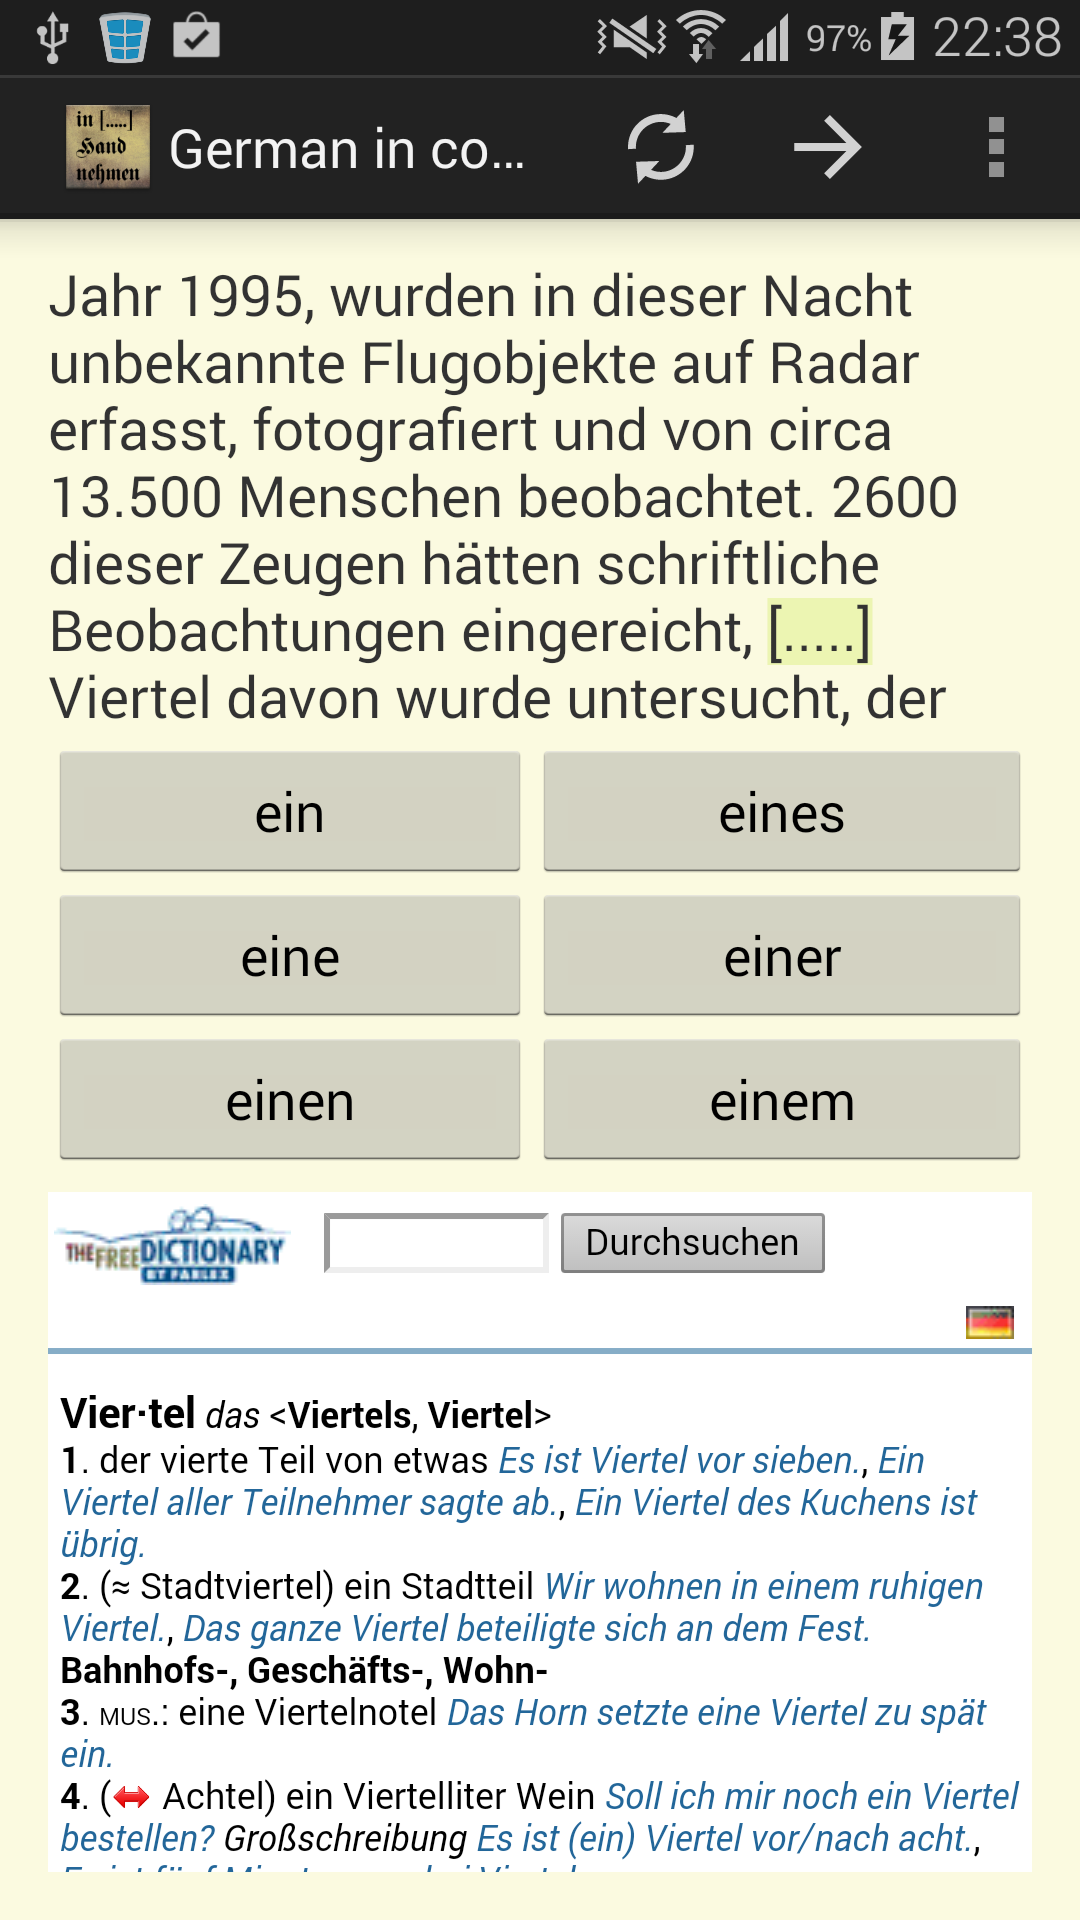 97% 22:38
in [.....]
Hand
nehmen
German in co...
Jahr 1995, wurden in dieser Nacht
unbekannte Flugobjekte auf Radar
erfasst, fotografiert und von circa
13.500 Menschen beobachtet. 2600
dieser Zeugen hätten schriftliche
Beobachtungen eingereicht, [.....]
Viertel davon wurde untersucht, der
ein eines
eine einer
einen einem
THE FREE DICTIONARY Durchsuchen
BY FARLEX
Vier·tel das <Viertels, Viertel>
1. der vierte Teil von etwas Es ist Viertel vor sieben., Ein
Viertel aller Teilnehmer sagte ab., Ein Viertel des Kuchens ist
übrig.
2. (≈ Stadtviertel) ein Stadtteil Wir wohnen in einem ruhigen
Viertel., Das ganze Viertel beteiligte sich an dem Fest.
Bahnhofs-, Geschäfts-, Wohn-
3. MUS.: eine Viertelnotel Das Horn setzte eine Viertel zu spät
ein.
4. (⇔ Achtel) ein Viertelliter Wein Soll ich mir noch ein Viertel
bestellen? Großschreibung Es ist (ein) Viertel vor/nach acht.,